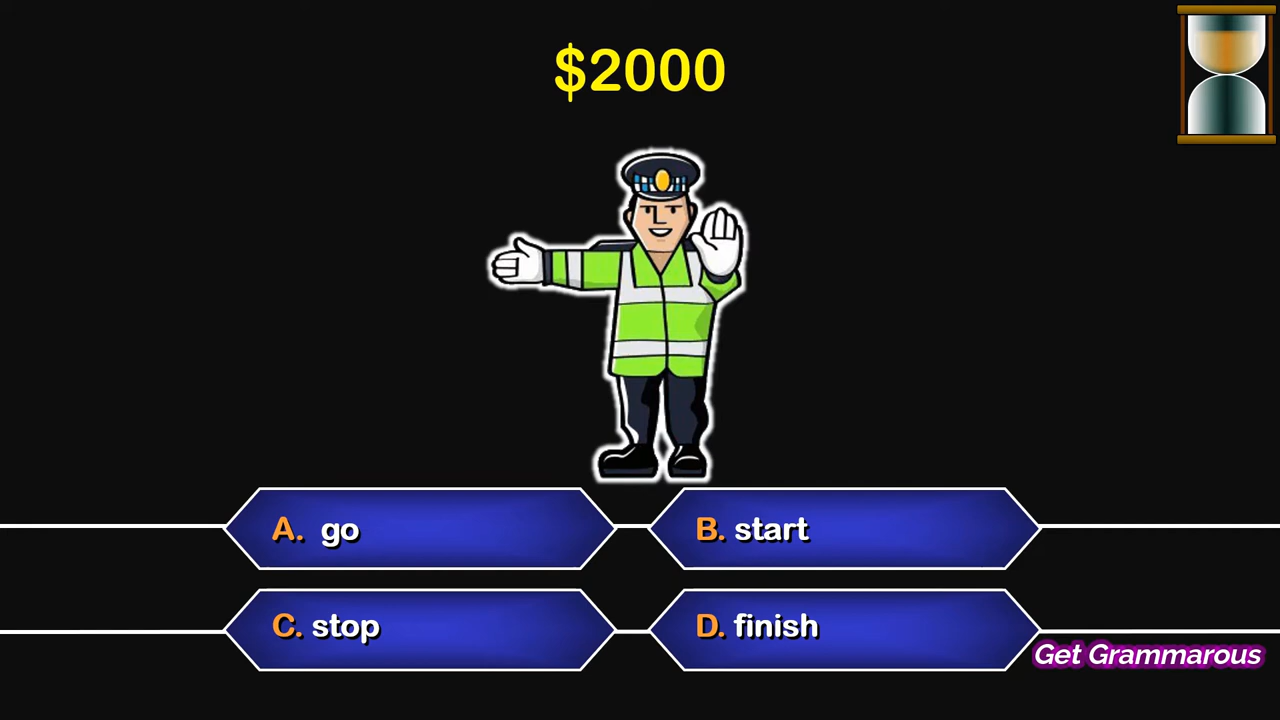 $2000
A. go
B. start
C. stop
D. finish
Get Grammarous